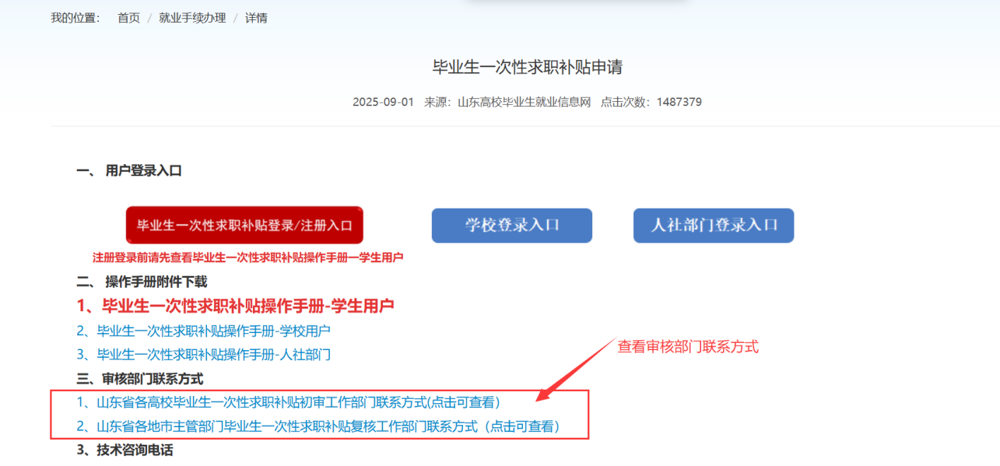 我的位置： 首页 / 就业手续办理 / 详情
毕业生一次性求职补贴申请
2025-09-01 来源：山东高校毕业生就业信息网 点击次数：1487379
一、 用户登录入口
毕业生一次性求职补贴登录/注册入口 学校登录入口 人社部门登录入口
注册登录前请先查看毕业生一次性求职补贴操作手册一学生用户
二、 操作手册附件下载
1、毕业生一次性求职补贴操作手册-学生用户
2、毕业生一次性求职补贴操作手册-学校用户
查看审核部门联系方式
3、毕业生一次性求职补贴操作手册-人社部门
三、审核部门联系方式
1、山东省各高校毕业生一次性求职补贴初审工作部门联系方式(点击可查看）
2、山东省各地市主管部门毕业生一次性求职补贴复核工作部门联系方式（点击可查看）
3、技术咨询电话